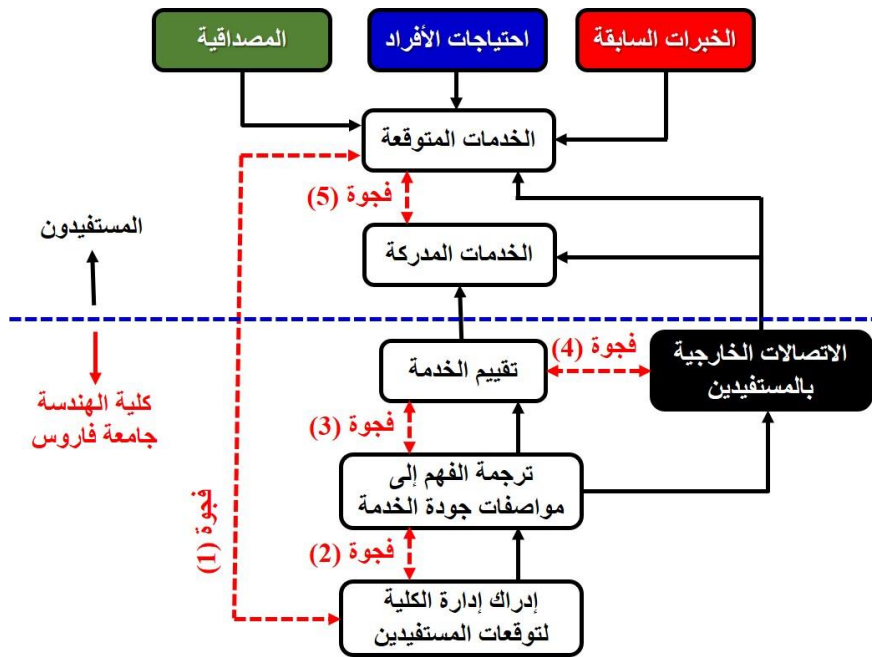 الخبرات السابقة
احتياجات الأفراد
المصداقية
الخدمات المتوقعة
فجوة (5)
المستفيدون
الخدمات المدركة
كلية الهندسة
جامعة فاروس
الاتصالات الخارجية
بالمستفيدين
فجوة (4)
تقييم الخدمة
فجوة (3)
ترجمة الفهم إلى
مواصفات جودة الخدمة
فجوة (1)
فجوة (2)
إدراك إدارة الكلية
لتوقعات المستفيدين